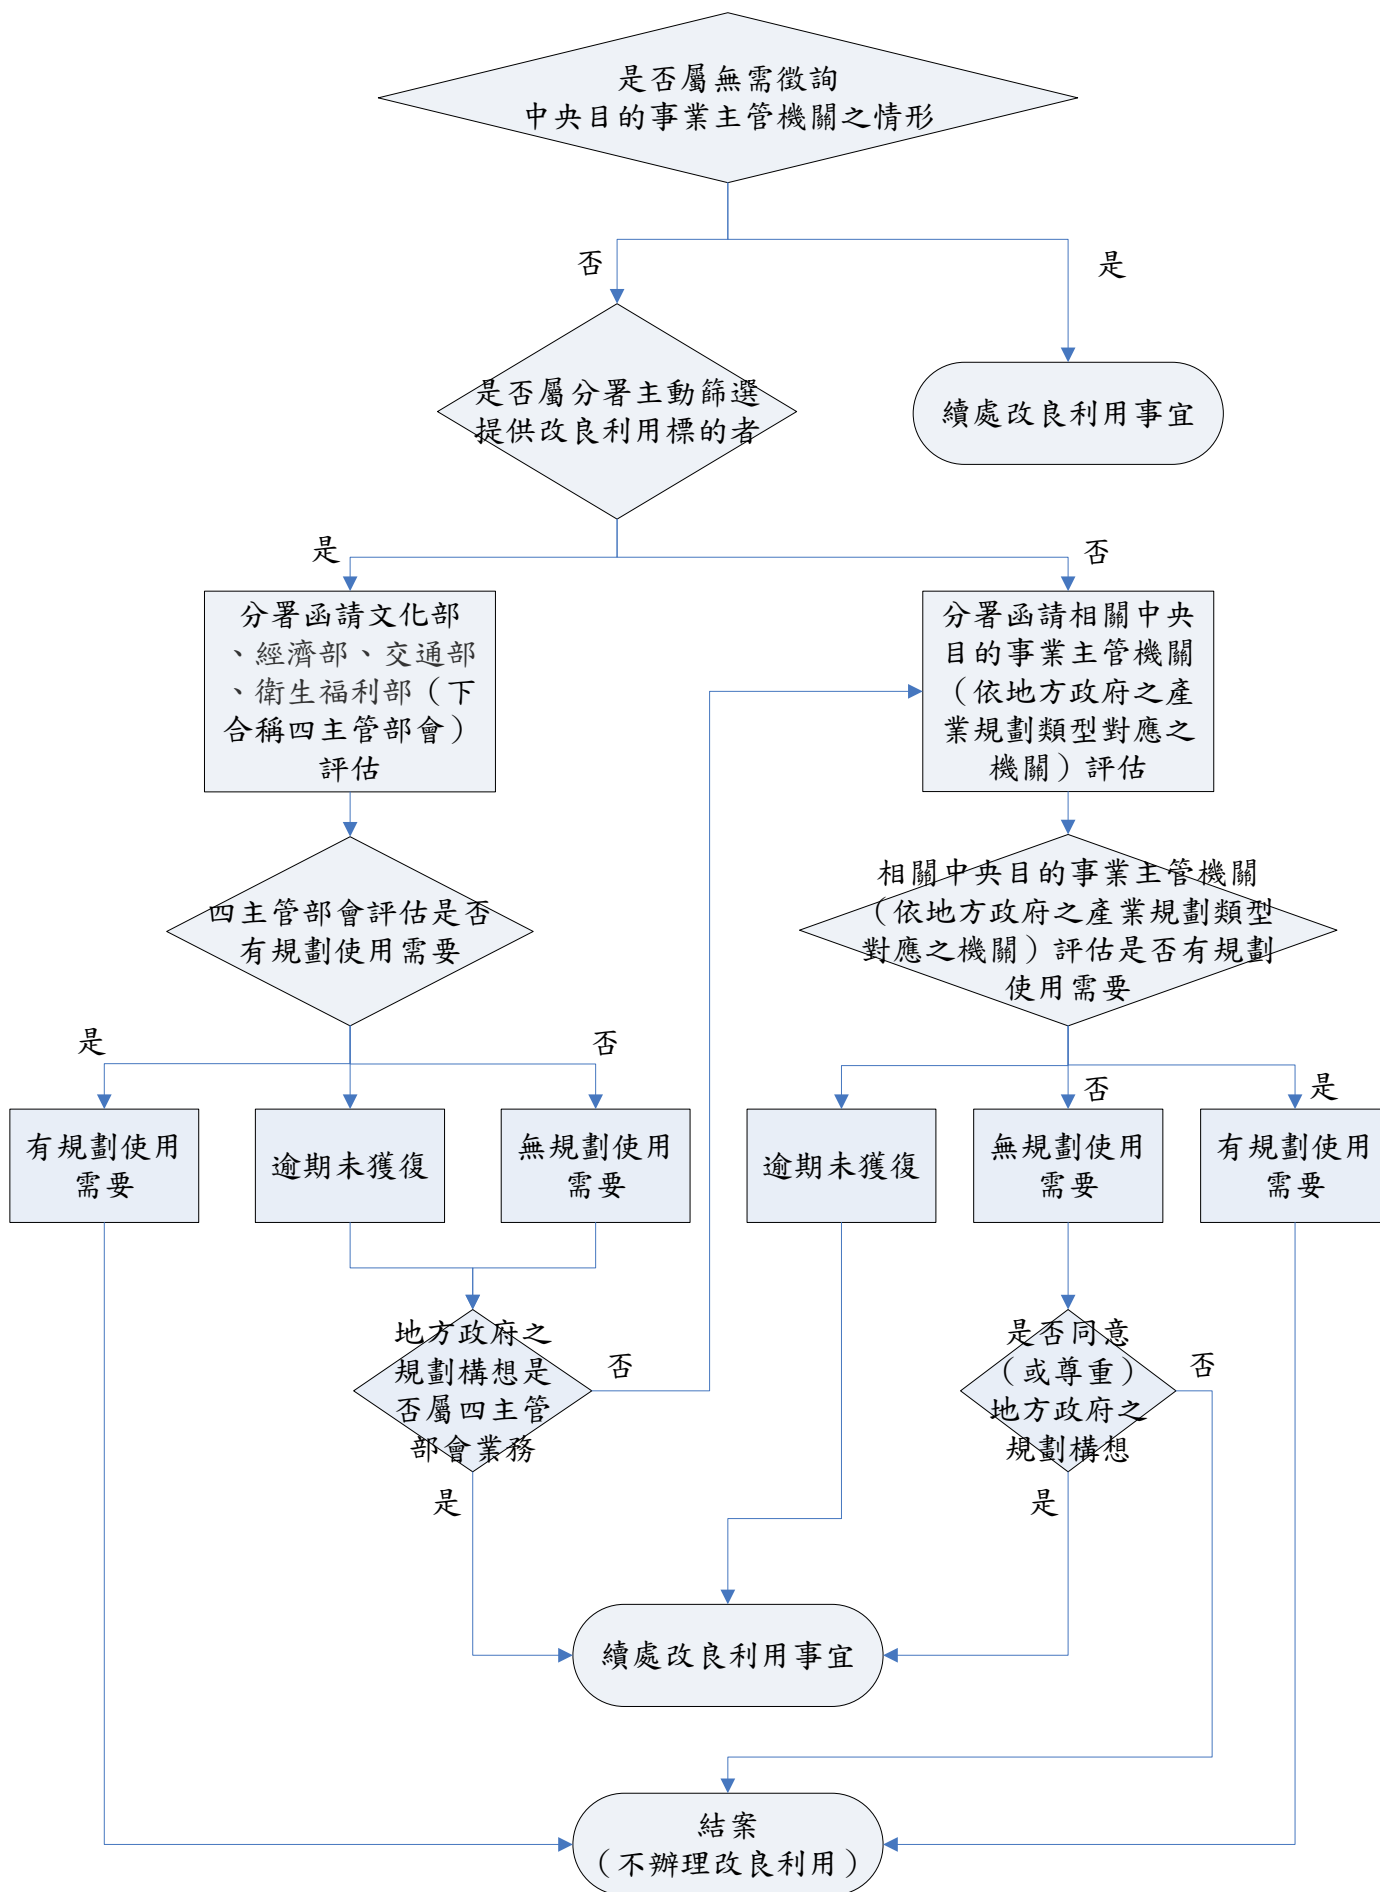 是否屬無需徵詢
中央目的事業主管機關之情形
否
是
是否屬分署主動篩選
提供改良利用標的者
續處改良利用事宜
是
否
分署函請文化部
、經濟部、交通部
、衛生福利部（下
合稱四主管部會）
評估
分署函請相關中央
目的事業主管機關
（依地方政府之產
業規劃類型對應之
機關）評估
四主管部會評估是否
有規劃使用需要
相關中央目的事業主管機關
（依地方政府之產業規劃類型
對應之機關）評估是否有規劃
使用需要
是
否
否
是
有規劃使用
需要
逾期未獲復
無規劃使用
需要
逾期未獲復
無規劃使用
需要
有規劃使用
需要
地方政府之
規劃構想是
否屬四主管
部會業務
否
是否同意
（或尊重）
地方政府之
規劃構想
否
是
是
續處改良利用事宜
結案
（不辦理改良利用）